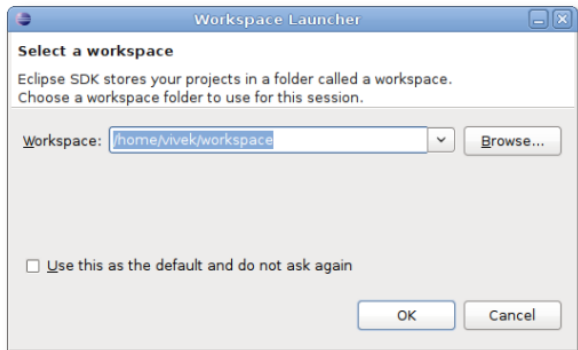 Workspace Launcher
Select a workspace
Eclipse SDK stores your projects in a folder called a workspace.
Choose a workspace folder to use for this session.
Workspace: /home/vivek/workspace Browse...
Use this as the default and do not ask again
OK Cancel